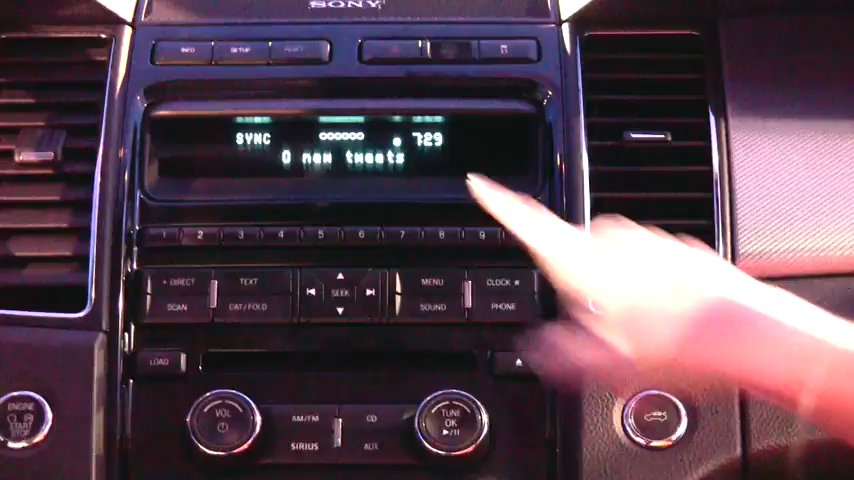 SONY
INFO SETUP RESET
SYNC 7:29
0 new tweets
1 2 3 4 5 6 7 8 9
DIRECT TEXT MENU CLOCK
SEEK
SCAN CAT/FOLD SOUND PHONE
LOAD
VOL AM/FM CD TUNE
OK
SIRIUS AUX
ENGINE
START
STOP